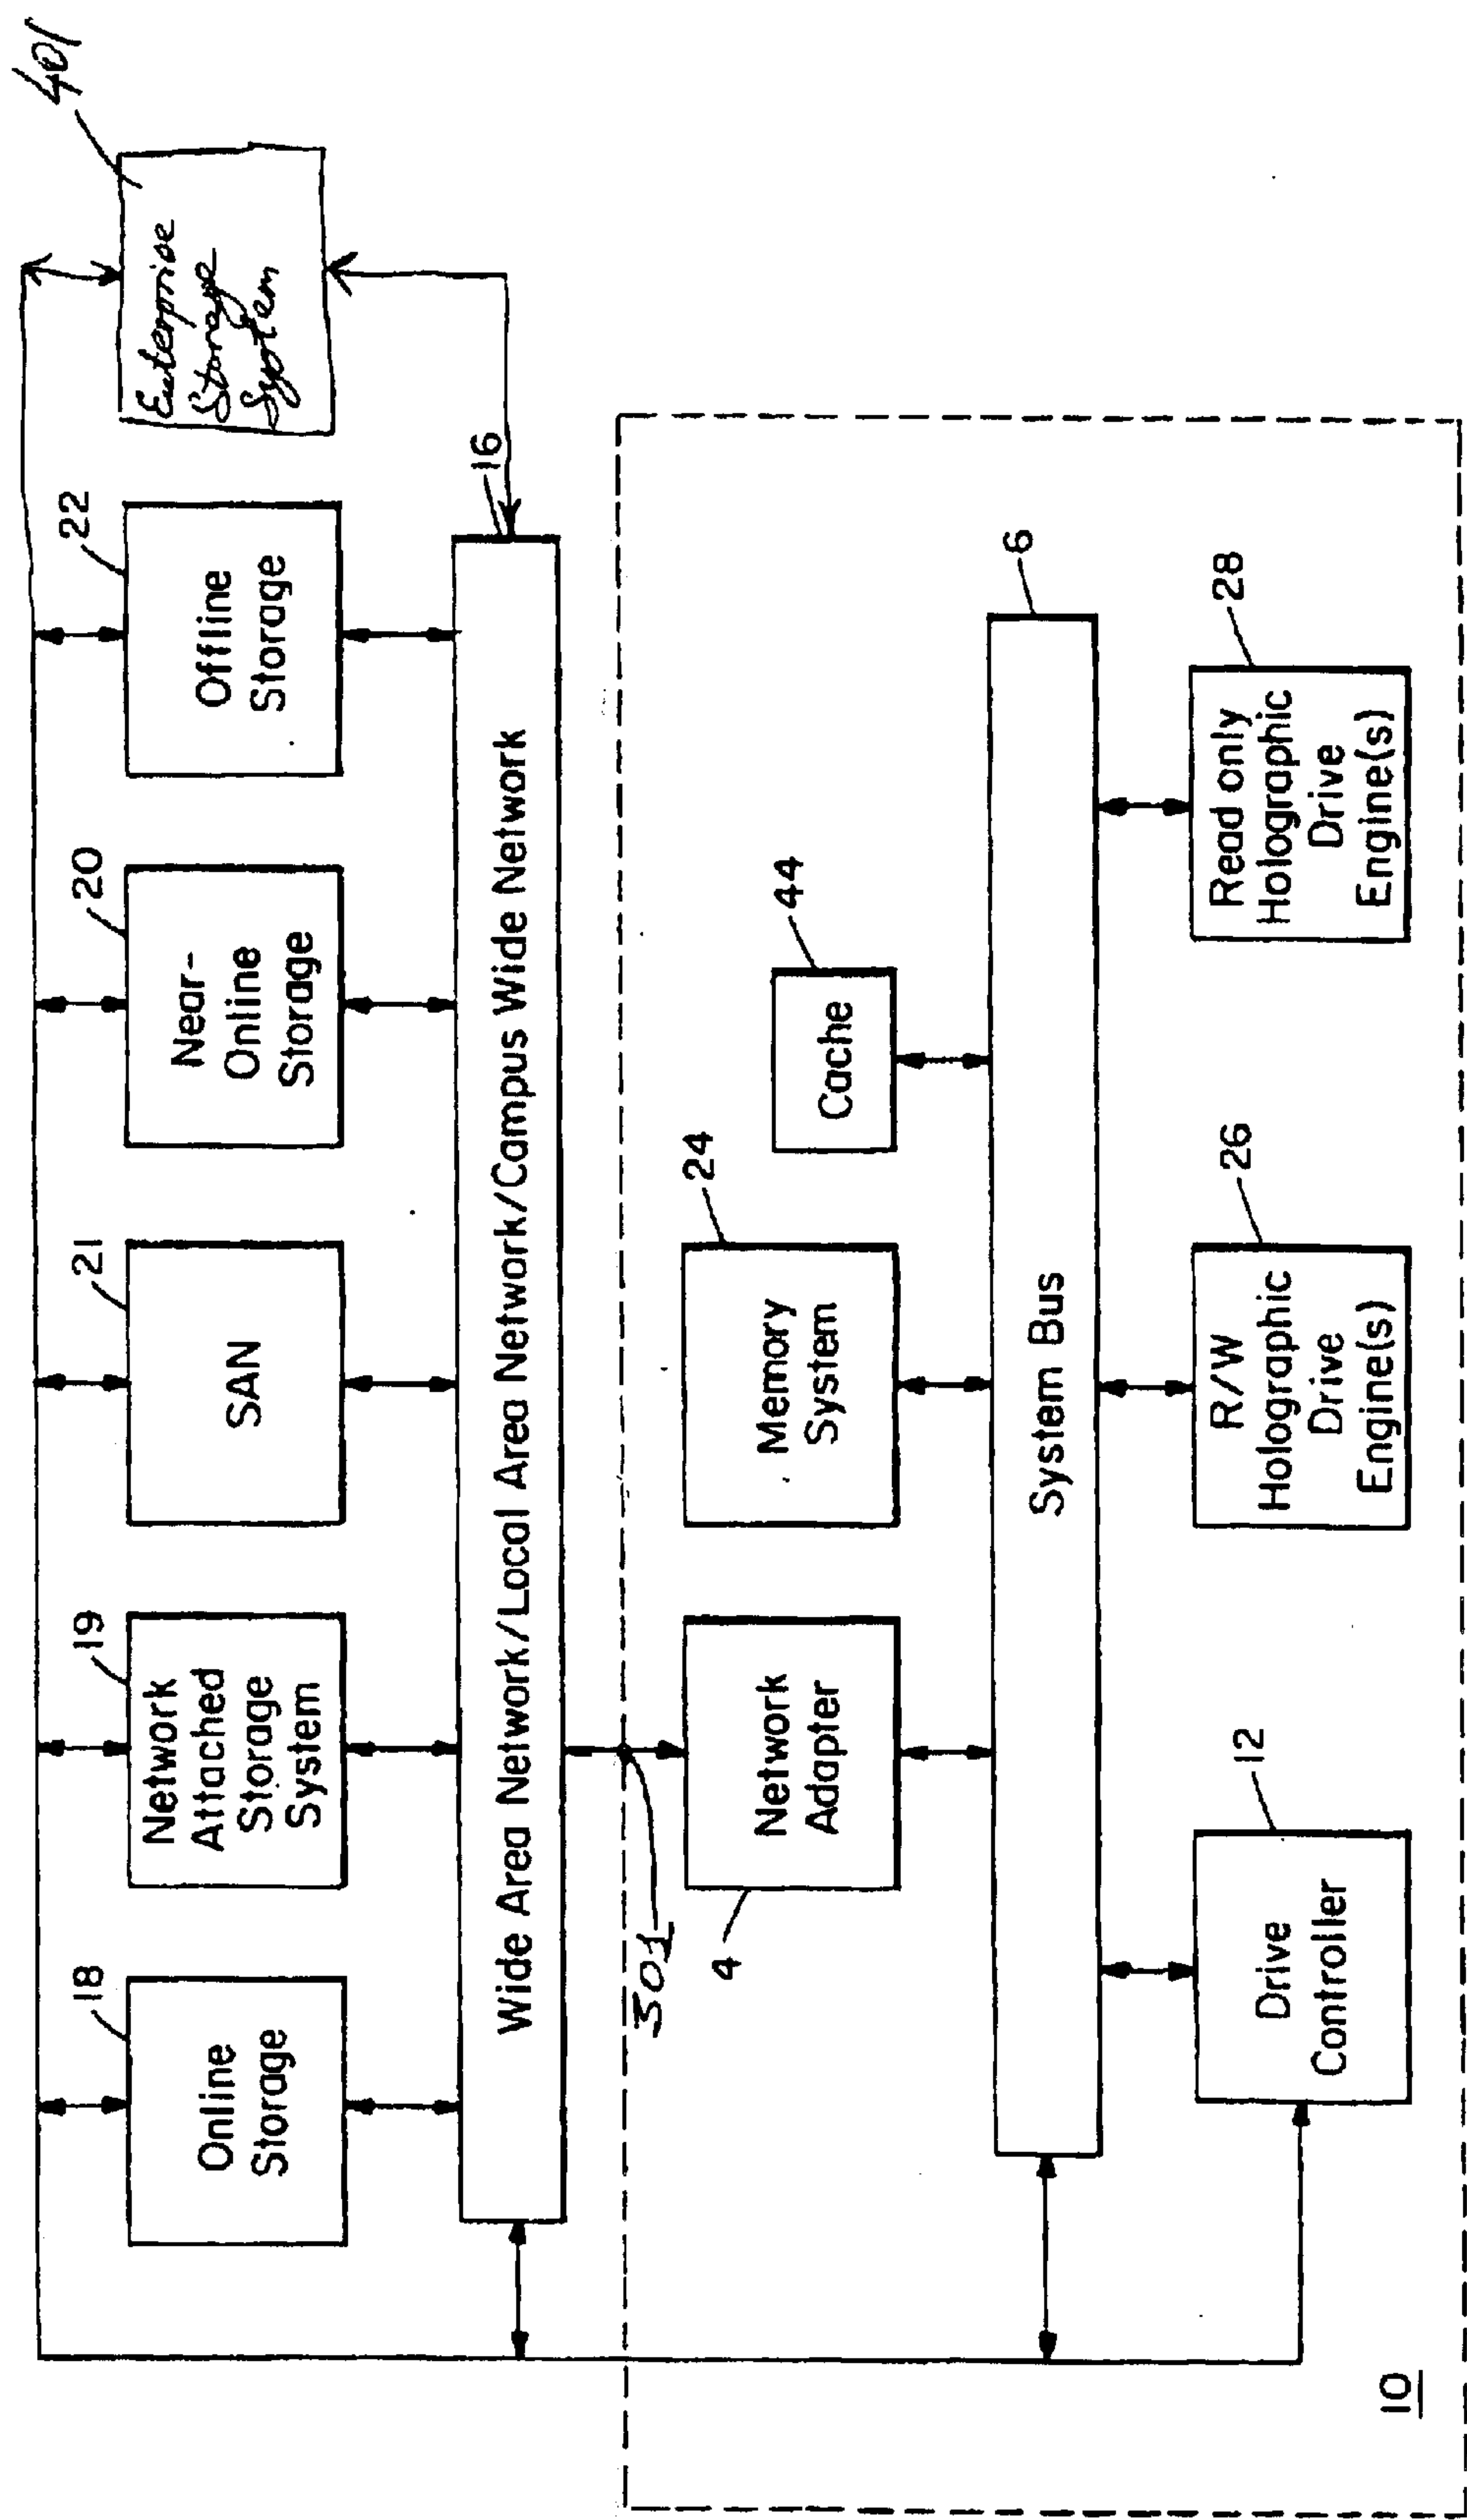 401
Enterprise
Storage
System
18
Online
Storage
19
Network
Attached
Storage
System
21
SAN
20
Near-
Online
Storage
22
Offline
Storage
16
Wide Area Network/Local Area Network/Campus Wide Network
301
4
Network
Adapter
24
Memory
System
44
Cache
6
System Bus
12
Drive
Controller
26
R/W
Holographic
Drive
Engine(s)
28
Read only
Holographic
Drive
Engine(s)
10